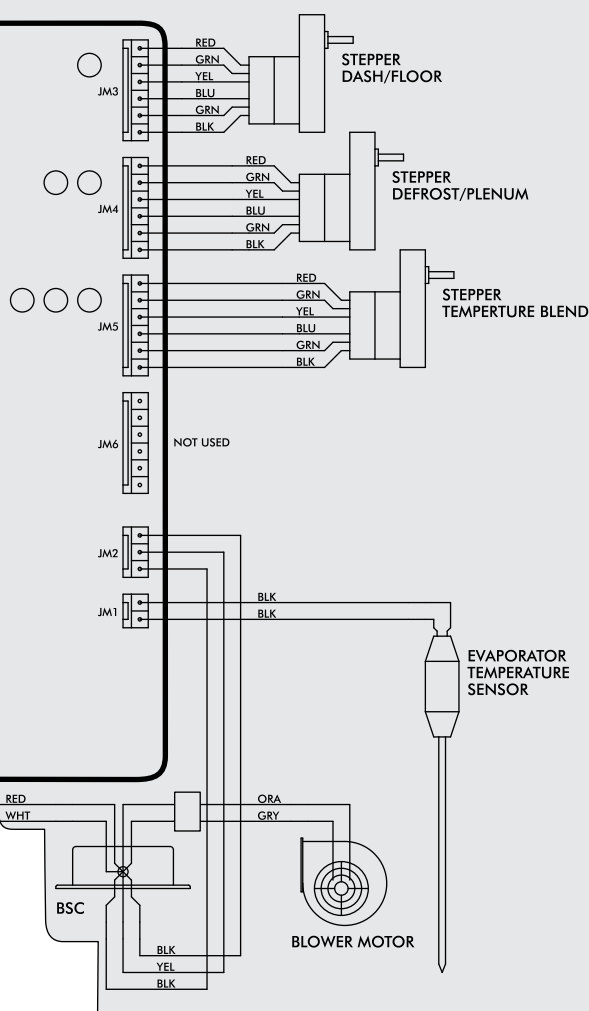 RED
GRN
YEL
BLU
GRN
BLK
JM3
STEPPER
DASH/FLOOR
RED
GRN
YEL
BLU
GRN
BLK
JM4
STEPPER
DEFROST/PLENUM
RED
GRN
YEL
BLU
GRN
BLK
JM5
STEPPER
TEMPERTURE BLEND
JM6
NOT USED
JM2
JM1
BLK
BLK
EVAPORATOR
TEMPERATURE
SENSOR
RED
WHT
ORA
GRY
BSC
BLOWER MOTOR
BLK
YEL
BLK